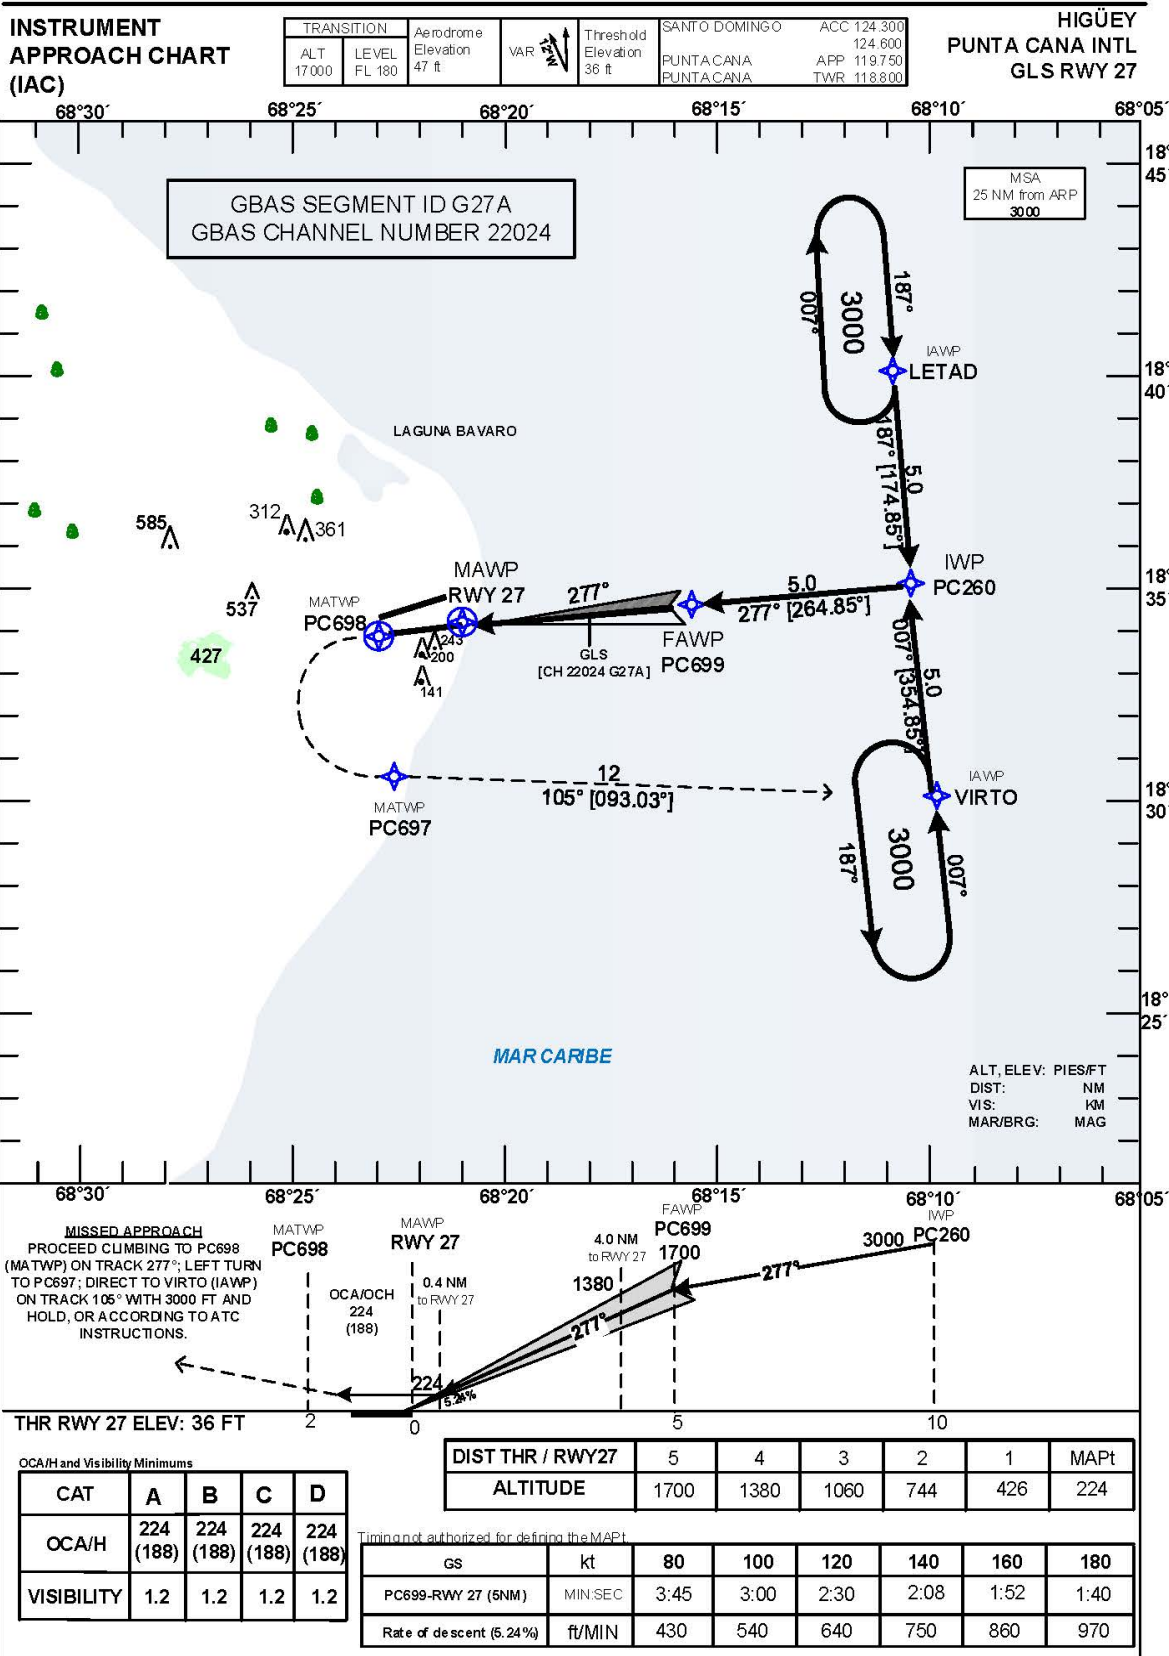 INSTRUMENT
APPROACH CHART
(IAC)
TRANSITION
ALT
17000
LEVEL
FL 180
Aerodrome
Elevation
47 ft
VAR
12°W
Threshold
Elevation
36 ft
SANTO DOMINGO ACC 124.300
124.600
PUNTA CANA APP 119.750
PUNTA CANA TWR 118.800
HIGÜEY
PUNTA CANA INTL
GLS RWY 27
68°30´ 68°25´ 68°20´ 68°15´ 68°10´ 68°05´
18°
45´
GBAS SEGMENT ID G27A
GBAS CHANNEL NUMBER 22024
MSA
25 NM from ARP
3000
187°
3000
007°
IAWP
LETAD
18°
40´
LAGUNA BAVARO
187° [174.85°]
5.0
585
312
361
537
427
MATWP
PC698
MAWP
RWY 27
277°
5.0
277° [264.85°]
IWP
PC260
18°
35´
243
200
141
GLS
[CH 22024 G27A]
FAWP
PC699
007° [354.85°]
5.0
12
105° [093.03°]
MATWP
PC697
IAWP
VIRTO
18°
30´
187°
3000
007°
18°
25´
MAR CARIBE
ALT, ELEV: PIES/FT
DIST: NM
VIS: KM
MAR/BRG: MAG
68°30´ 68°25´ 68°20´ 68°15´ 68°10´ 68°05´
MISSED APPROACH
PROCEED CLIMBING TO PC698
(MATWP) ON TRACK 277°; LEFT TURN
TO PC697; DIRECT TO VIRTO (IAWP)
ON TRACK 105° WITH 3000 FT AND
HOLD, OR ACCORDING TO ATC
INSTRUCTIONS.
MATWP
PC698
MAWP
RWY 27
OCA/OCH
224
(188)
0.4 NM
to RWY 27
4.0 NM
to RWY 27
1380
FAWP
PC699
1700
3000
IWP
PC260
277°
277°
224
5.24%
THR RWY 27 ELEV: 36 FT
2 0 5 10
OCA/H and Visibility Minimums
CAT A B C D
OCA/H 224 (188) 224 (188) 224 (188) 224 (188)
VISIBILITY 1.2 1.2 1.2 1.2
DIST THR / RWY27 5 4 3 2 1 MAPt
ALTITUDE 1700 1380 1060 744 426 224
Timing not authorized for defining the MAPt.
GS kt 80 100 120 140 160 180
PC699-RWY 27 (5NM) MIN:SEC 3:45 3:00 2:30 2:08 1:52 1:40
Rate of descent (5.24%) ft/MIN 430 540 640 750 860 970